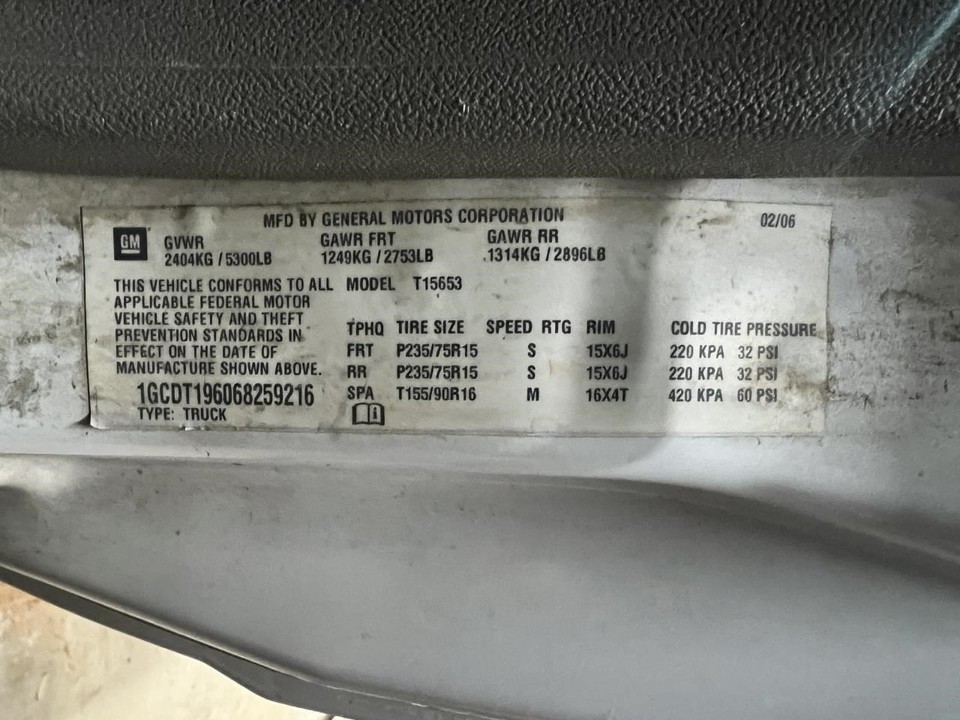 MFD BY GENERAL MOTORS CORPORATION 02/06
GM
GVWR GAWR FRT GAWR RR
2404KG / 5300LB 1249KG / 2753LB 1314KG / 2896LB
THIS VEHICLE CONFORMS TO ALL
APPLICABLE FEDERAL MOTOR
VEHICLE SAFETY AND THEFT
PREVENTION STANDARDS IN
EFFECT ON THE DATE OF
MANUFACTURE SHOWN ABOVE.
1GCDT196068259216
TYPE: TRUCK
MODEL T15653
TPHQ TIRE SIZE SPEED RTG RIM COLD TIRE PRESSURE
FRT P235/75R15 S 15X6J 220 KPA 32 PSI
RR P235/75R15 S 15X6J 220 KPA 32 PSI
SPA T155/90R16 M 16X4T 420 KPA 60 PSI